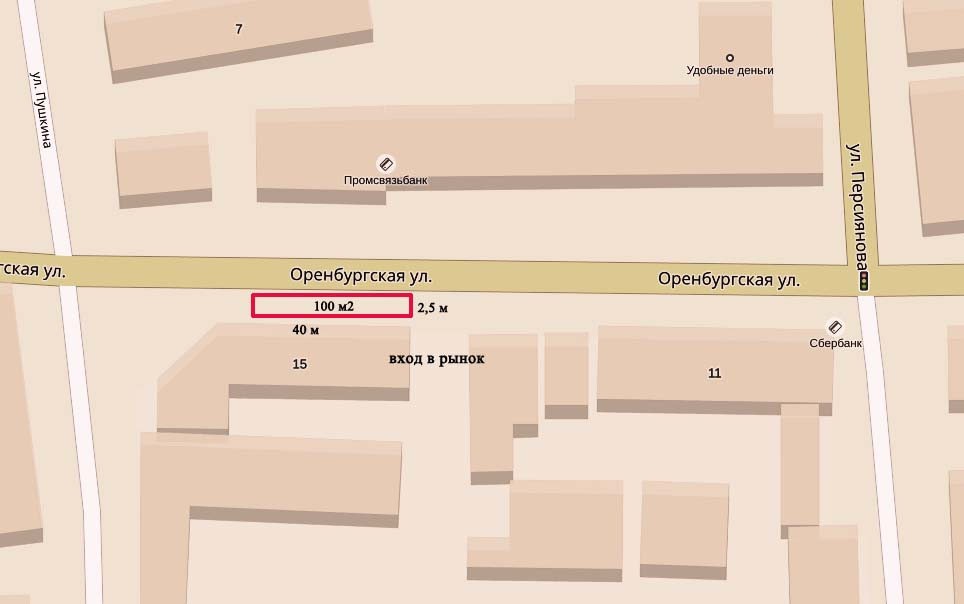 7
Удобные деньги
ул. Пушкина
ул. Персиянова
Промсвязьбанк
гская ул.
Оренбургская ул.
Оренбургская ул.
100 м2
2,5 м
40 м
Сбербанк
вход в рынок
15
11